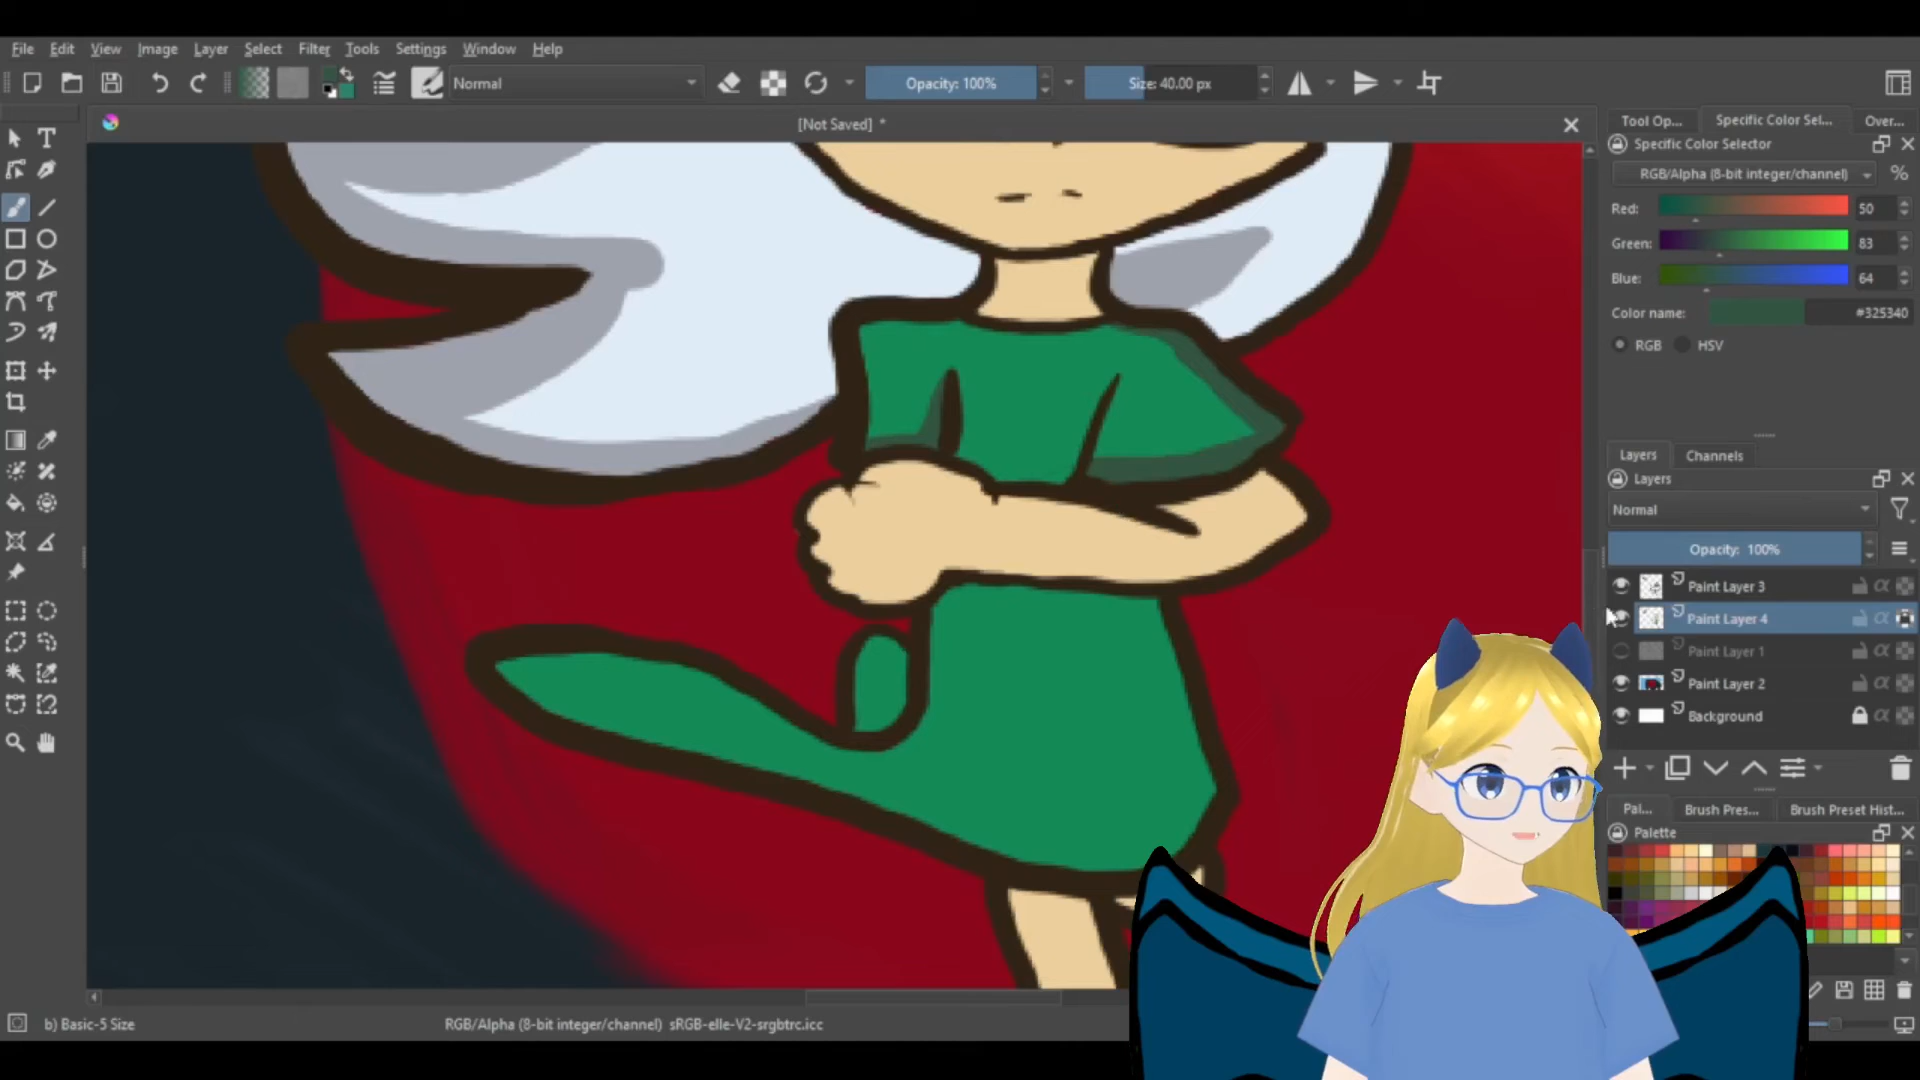 File Edit View Image Layer Select Filter Tools Settings Window Help
Normal Opacity: 100% Size: 40.00 px
[Not Saved] *
Tool Op... Specific Color Sel... Over...
Specific Color Selector
RGB/Alpha (8-bit integer/channel) %
Red: 50
Green: 83
Blue: 64
Color name: #325340
RGB HSV
Layers Channels
Layers
Normal
Opacity: 100%
Paint Layer 3
Paint Layer 4
Paint Layer 1
Paint Layer 2
Background
Pal... Brush Pres... Brush Preset Hist...
Palette
b) Basic-5 Size RGB/Alpha (8-bit integer/channel) sRGB-elle-V2-srgbtrc.icc